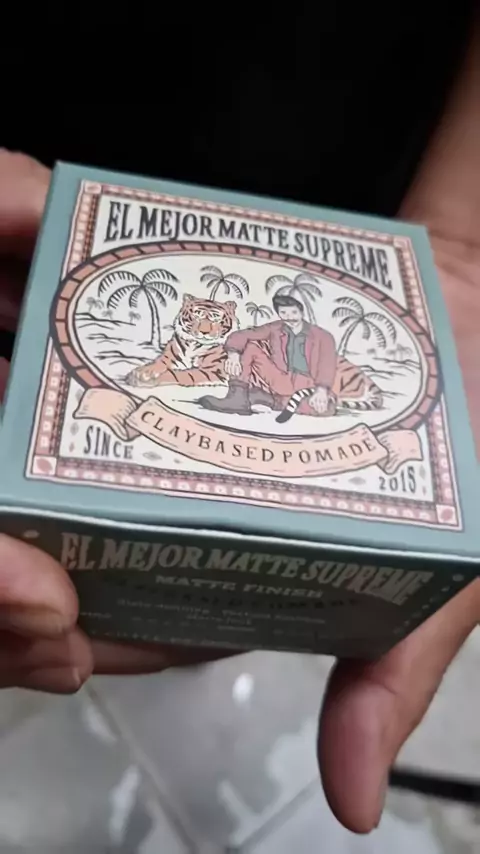 EL MEJOR MATTE SUPREME
CLAYBASED POMADE
SINCE
2015
EL MEJOR MATTE SUPREME
MATTE FINISH